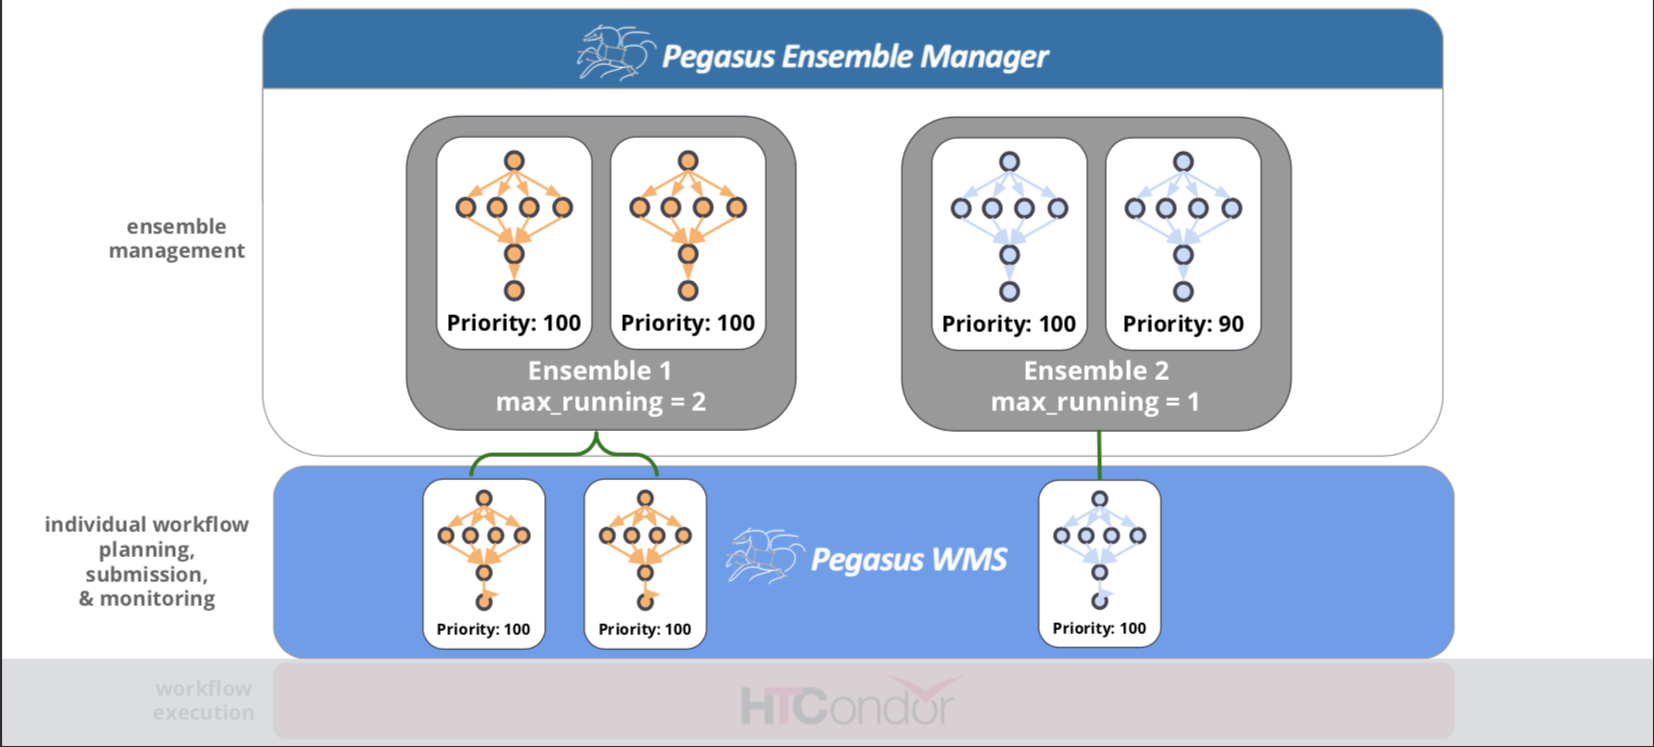 Pegasus Ensemble Manager
ensemble
management
Priority: 100
Priority: 100
Ensemble 1
max_running = 2
Priority: 100
Priority: 90
Ensemble 2
max_running = 1
individual workflow
planning,
submission,
& monitoring
Priority: 100
Priority: 100
Pegasus WMS
Priority: 100
workflow
execution
HTCondor